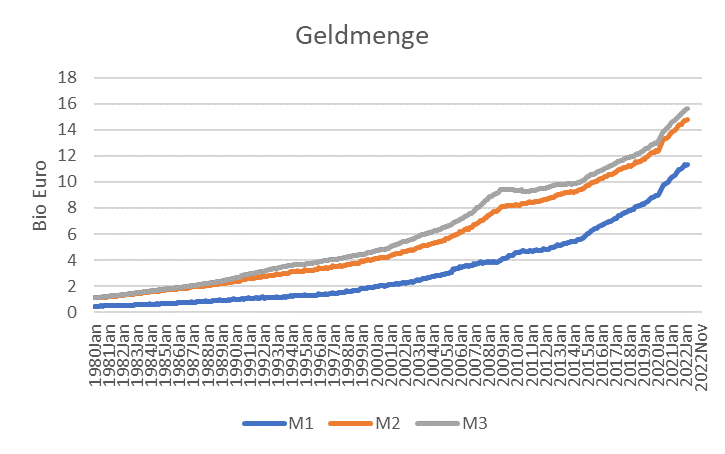 Geldmenge
Bio Euro
18
16
14
12
10
8
6
4
2
0
1980Jan
1981Jan
1982Jan
1983Jan
1984Jan
1985Jan
1986Jan
1987Jan
1988Jan
1989Jan
1990Jan
1991Jan
1992Jan
1993Jan
1994Jan
1995Jan
1996Jan
1997Jan
1998Jan
1999Jan
2000Jan
2001Jan
2002Jan
2003Jan
2004Jan
2005Jan
2006Jan
2007Jan
2008Jan
2009Jan
2010Jan
2011Jan
2012Jan
2013Jan
2014Jan
2015Jan
2016Jan
2017Jan
2018Jan
2019Jan
2020Jan
2021Jan
2022Jan
2022Nov
M1 M2 M3